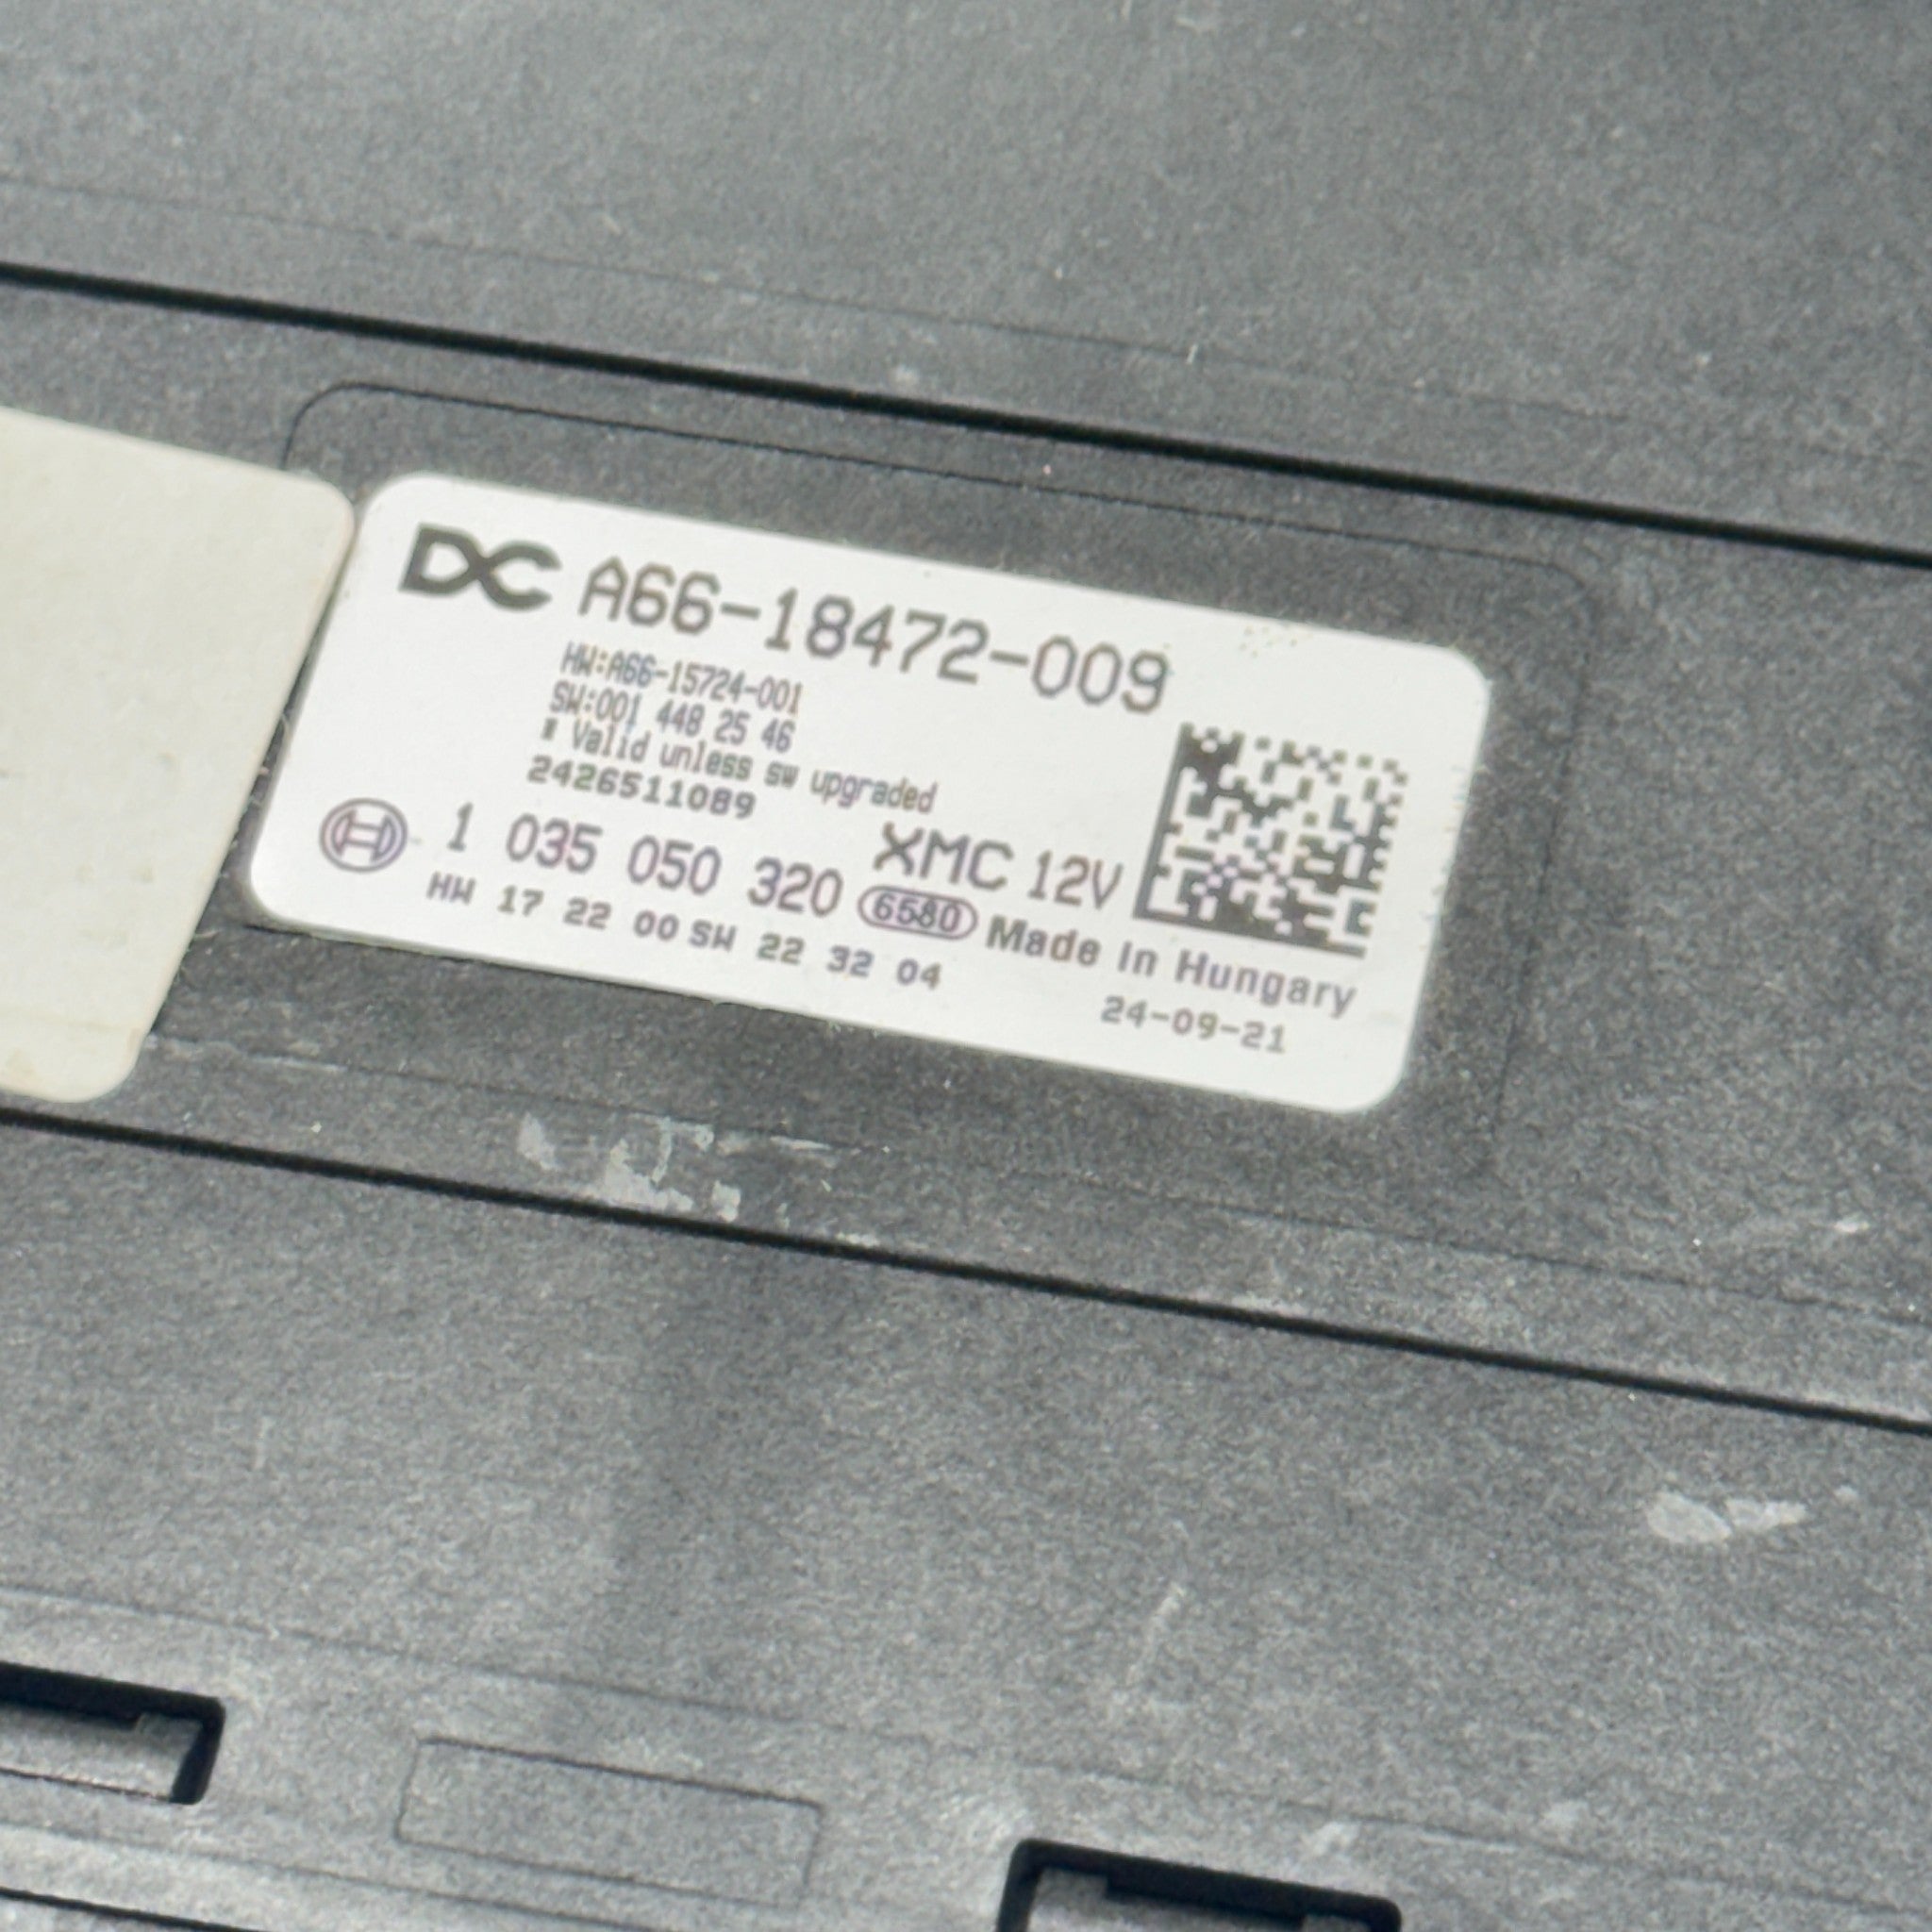 DC A66-18472-009
HW:A66-15724-001
SW:001 448 25 46
* Valid unless sw upgraded
2426511089
XMC 12V
1 035 050 320 6580 Made in Hungary
HW 17 22 00 SW 22 32 04
24-09-21